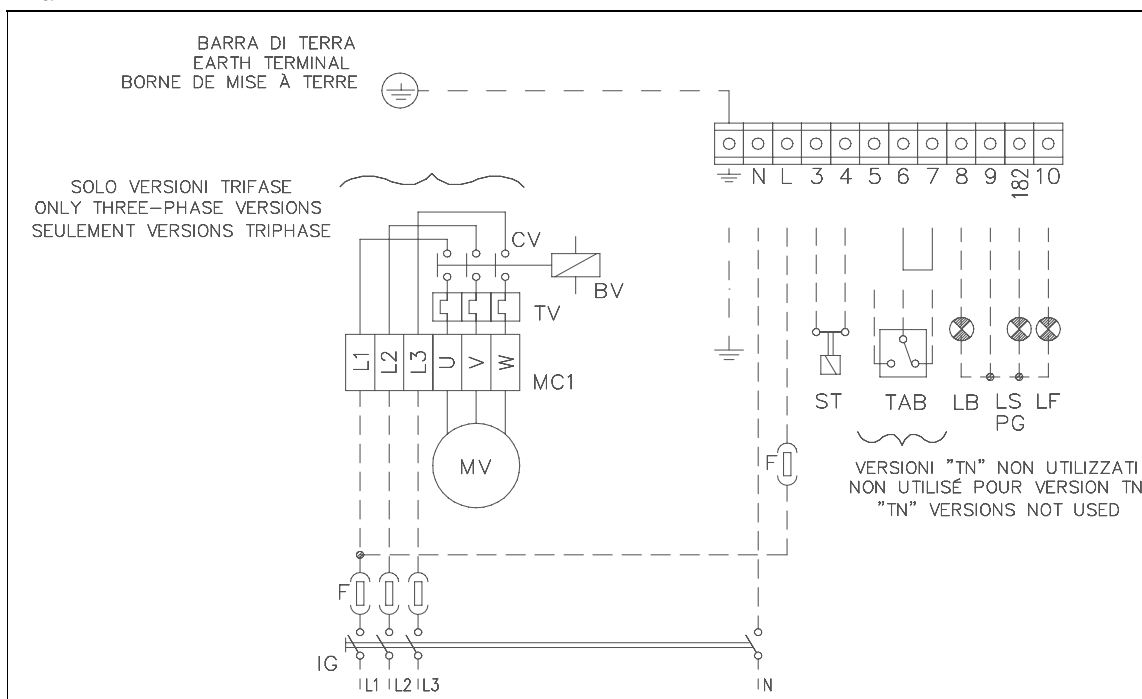 BARRA DI TERRA
EARTH TERMINAL
BORNE DE MISE À TERRE
N L 3 4 5 6 7 8 9 182 10
SOLO VERSIONI TRIFASE
ONLY THREE-PHASE VERSIONS
SEULEMENT VERSIONS TRIPHASE
CV
BV
TV
L1 L2 L3 U V W
MC1
MV
ST TAB LB LS LF
PG
F
VERSIONI "TN" NON UTILIZZATI
NON UTILISÉ POUR VERSION TN
"TN" VERSIONS NOT USED
F
IG
L1 L2 L3 N